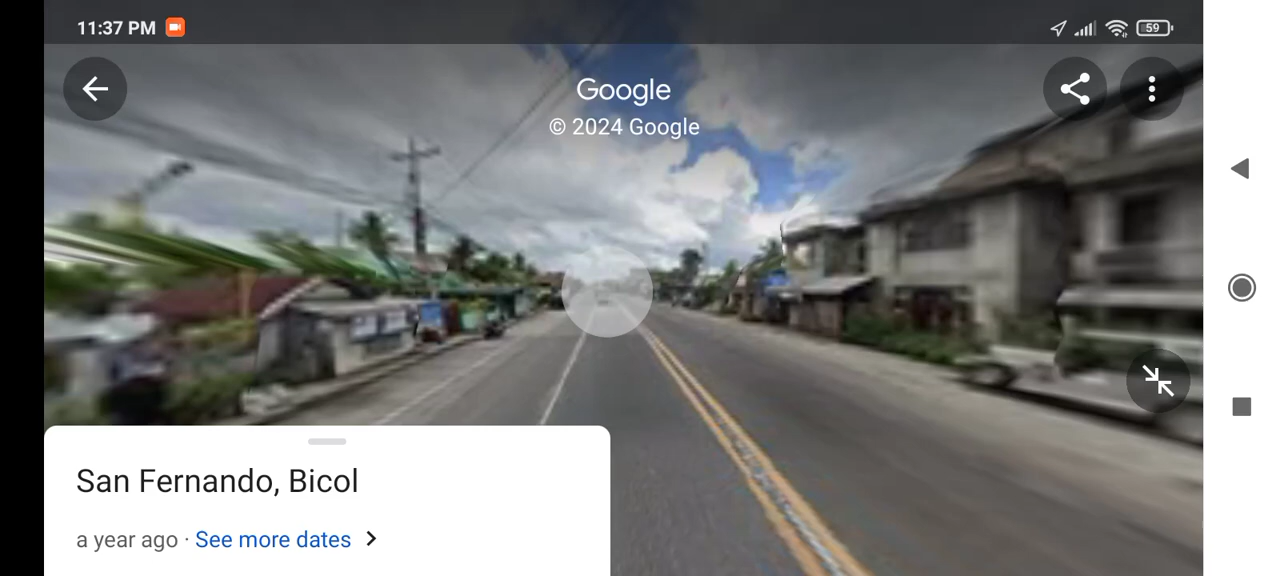 11:37 PM
59
Google
© 2024 Google
San Fernando, Bicol
a year ago · See more dates